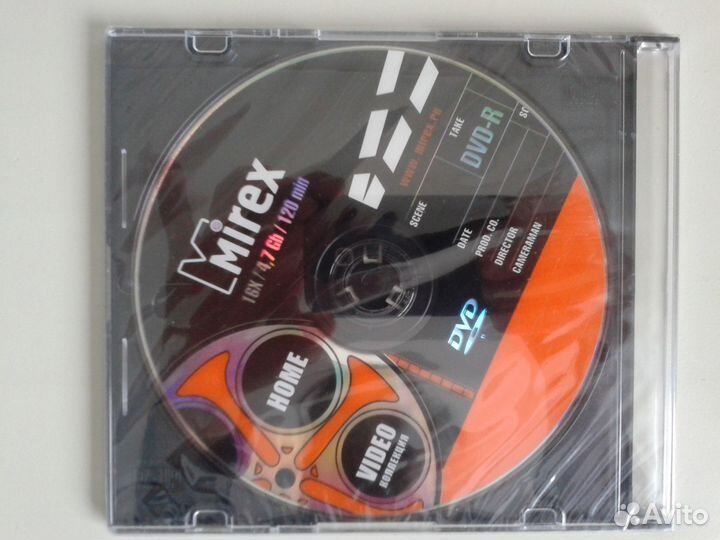 Mirex
16X / 4,7 Gb / 120 min
www.mirex.ru
SCENE
TAKE
DVD-R
DATE
PROD. CO.
DIRECTOR
CAMERAMAN
DVD
R
HOME
VIDEO
КОЛЛЕКЦИЯ
Avito